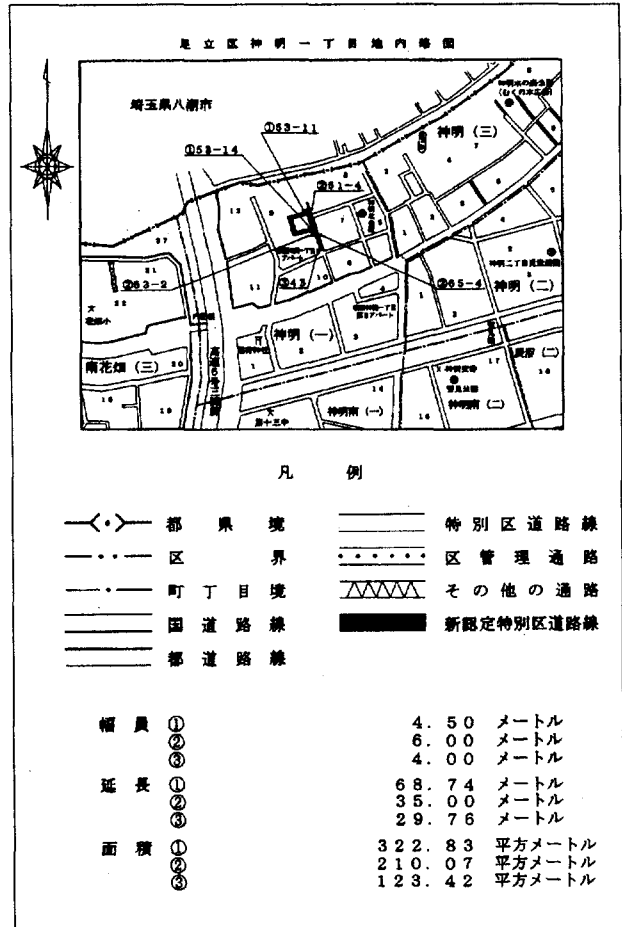 足立区神明一丁目地内略図
埼玉県八潮市
①53-11
①53-14
②51-4
②63-2
③43
③65-4
神明（三）
神明（二）
神明（一）
南花畑（三）
神明南（一）
神明南（二）
凡 例
都県境
区界
町丁目境
国道路線
都道路線
特別区道路線
区管理通路
その他の通路
新認定特別区道路線
幅員 ① 4.50 メートル
② 6.00 メートル
③ 4.00 メートル
延長 ① 68.74 メートル
② 35.00 メートル
③ 29.76 メートル
面積 ① 322.83 平方メートル
② 210.07 平方メートル
③ 123.42 平方メートル